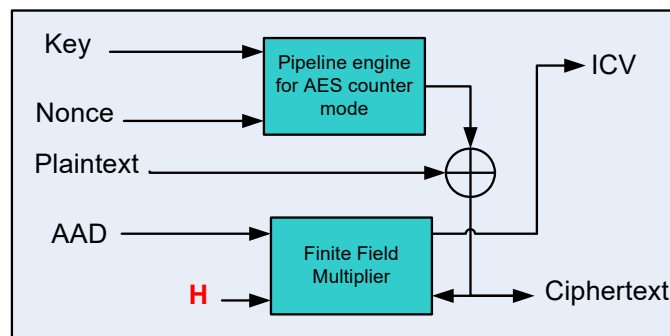 Key
Pipeline engine
for AES counter
mode
ICV
Nonce
Plaintext
AAD
Finite Field
Multiplier
H
Ciphertext